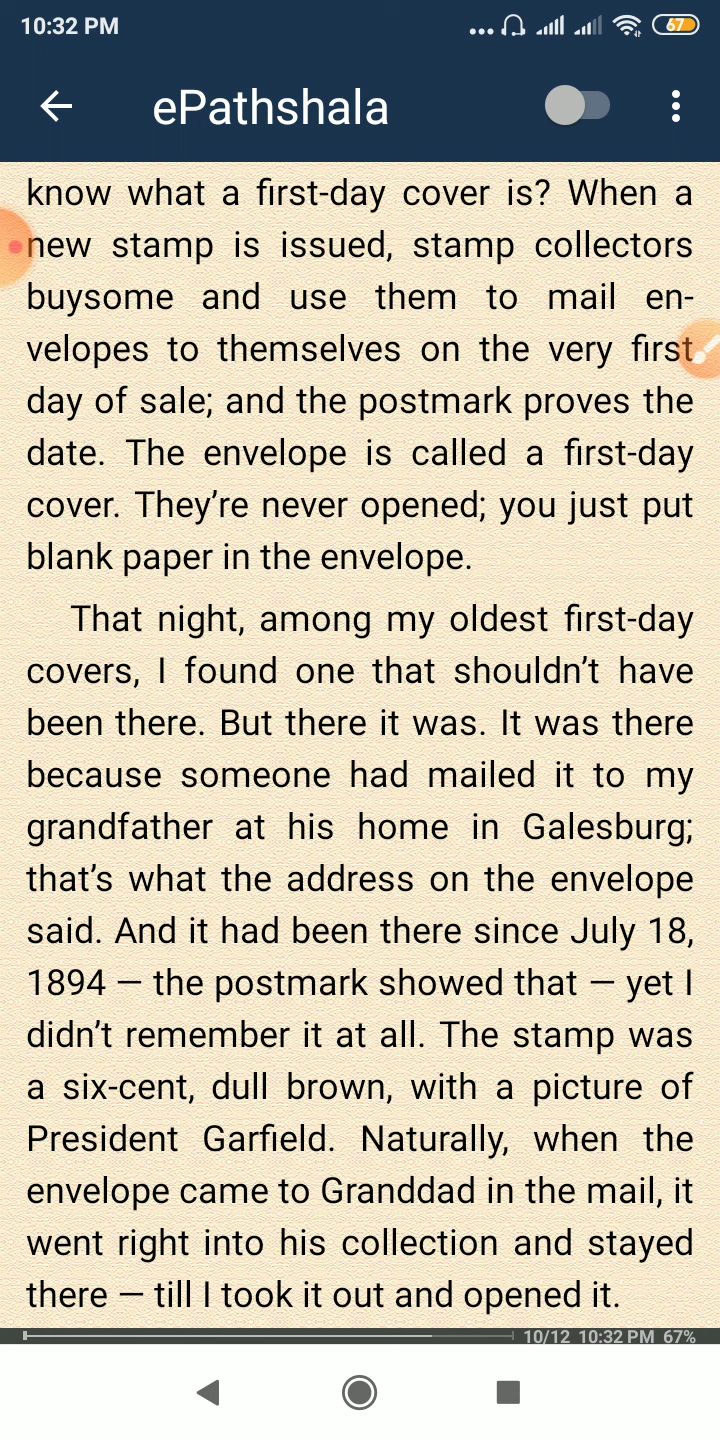 10:32 PM
67
ePathshala
know what a first-day cover is? When a
new stamp is issued, stamp collectors
buysome and use them to mail en-
velopes to themselves on the very first
day of sale; and the postmark proves the
date. The envelope is called a first-day
cover. They’re never opened; you just put
blank paper in the envelope.
That night, among my oldest first-day
covers, I found one that shouldn’t have
been there. But there it was. It was there
because someone had mailed it to my
grandfather at his home in Galesburg;
that’s what the address on the envelope
said. And it had been there since July 18,
1894 — the postmark showed that — yet I
didn’t remember it at all. The stamp was
a six-cent, dull brown, with a picture of
President Garfield. Naturally, when the
envelope came to Granddad in the mail, it
went right into his collection and stayed
there — till I took it out and opened it.
10/12 10:32 PM 67%